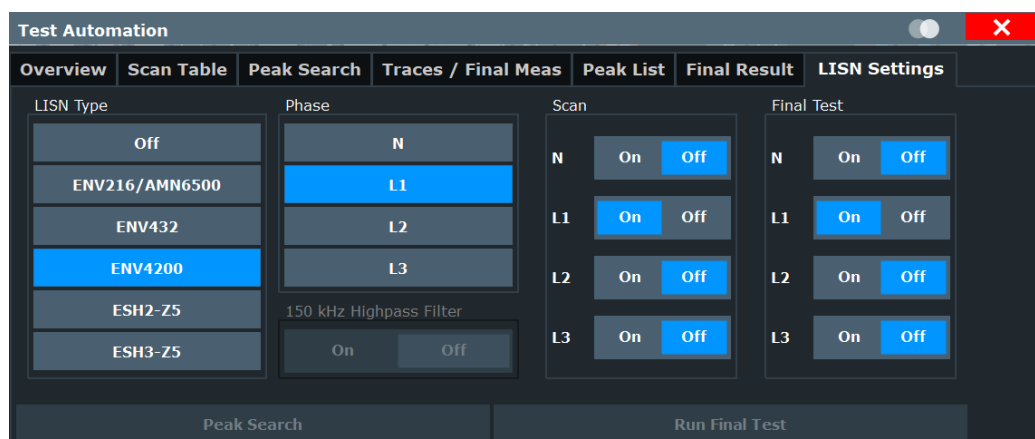 Test Automation
Overview Scan Table Peak Search Traces / Final Meas Peak List Final Result LISN Settings
LISN Type Phase Scan Final Test
Off
ENV216/AMN6500
ENV432
ENV4200
ESH2-Z5
ESH3-Z5
N
L1
L2
L3
150 kHz Highpass Filter
On Off
N On Off
L1 On Off
L2 On Off
L3 On Off
N On Off
L1 On Off
L2 On Off
L3 On Off
Peak Search Run Final Test